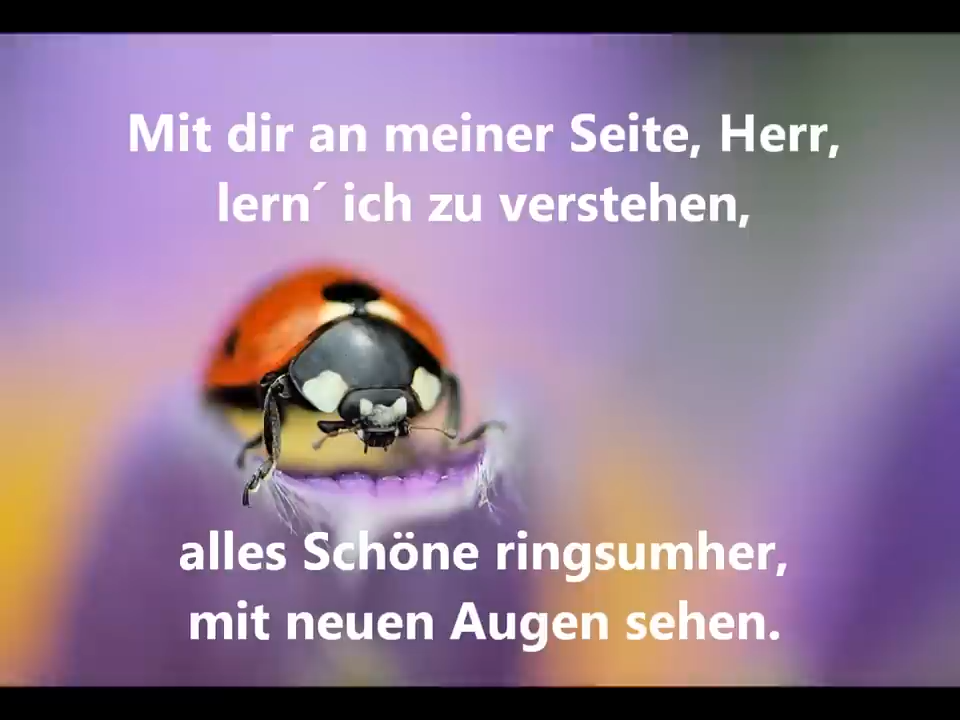 Mit dir an meiner Seite, Herr,
lern´ ich zu verstehen,
alles Schöne ringsumher,
mit neuen Augen sehen.